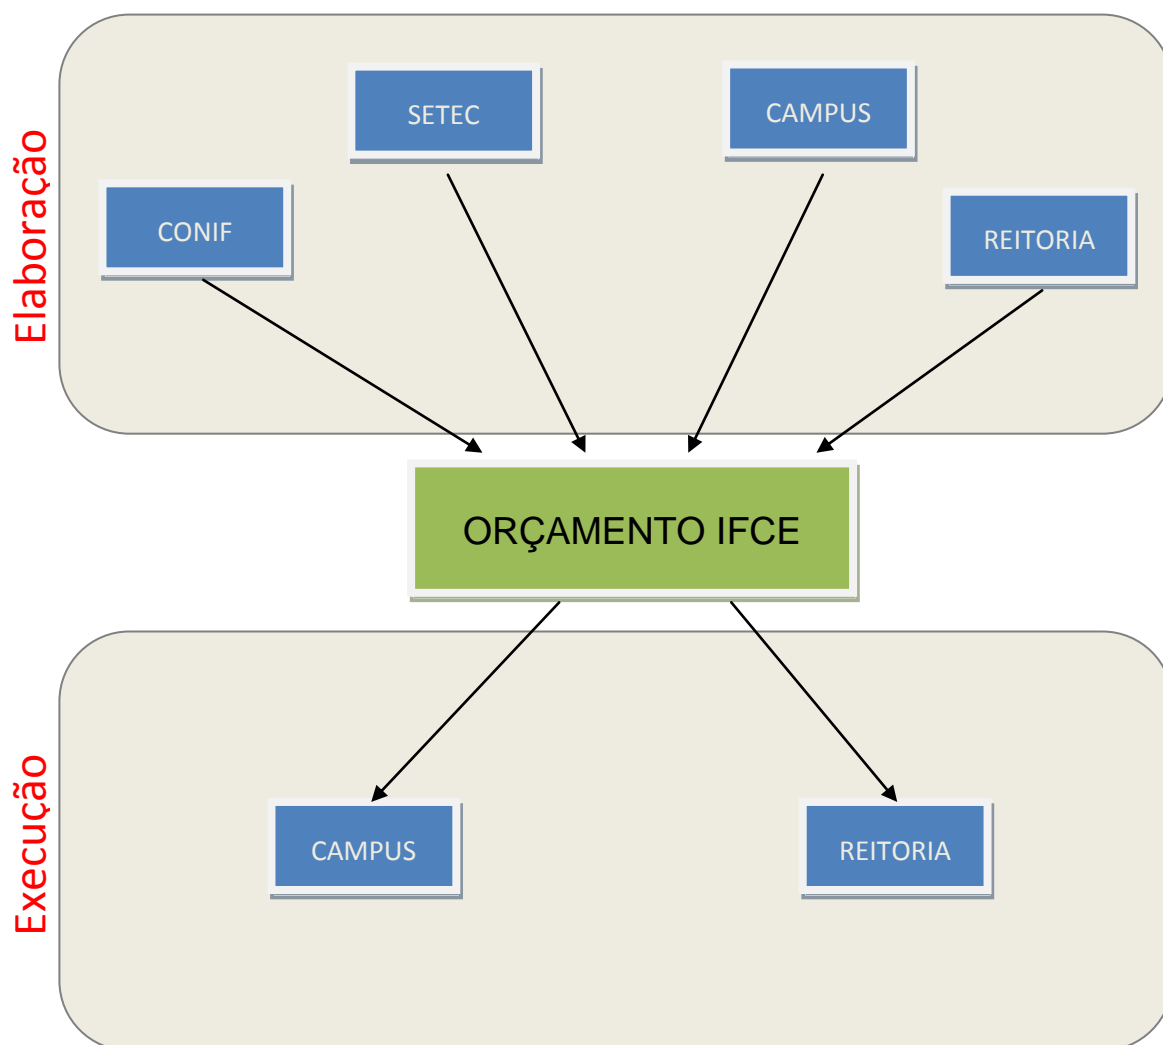 Elaboração
SETEC
CAMPUS
CONIF
REITORIA
ORÇAMENTO IFCE
Execução
CAMPUS
REITORIA